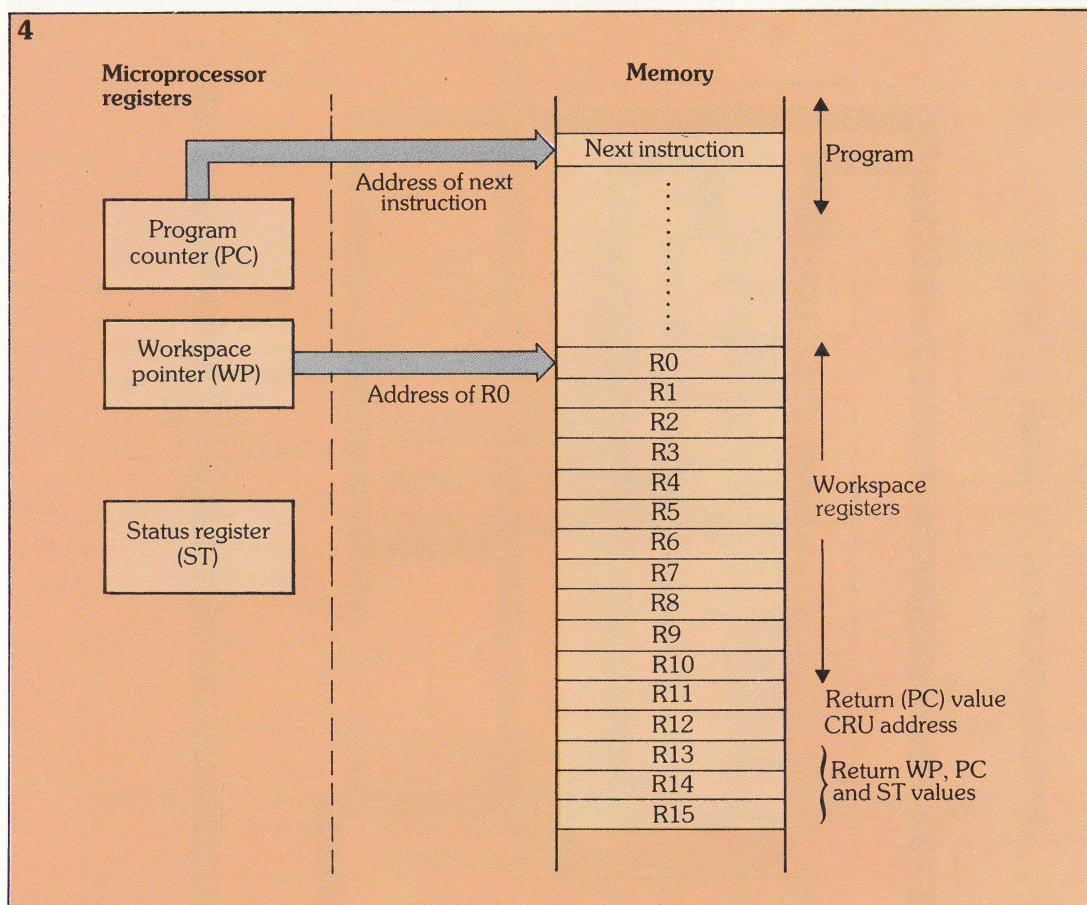 4
Microprocessor
registers
Memory
Next instruction
Program
Address of next
instruction
Program
counter (PC)
Workspace
pointer (WP)
Address of R0
R0
R1
R2
R3
R4
R5
R6
R7
R8
R9
R10
R11
R12
R13
R14
R15
Status register
(ST)
Workspace
registers
Return (PC) value
CRU address
Return WP, PC
and ST values